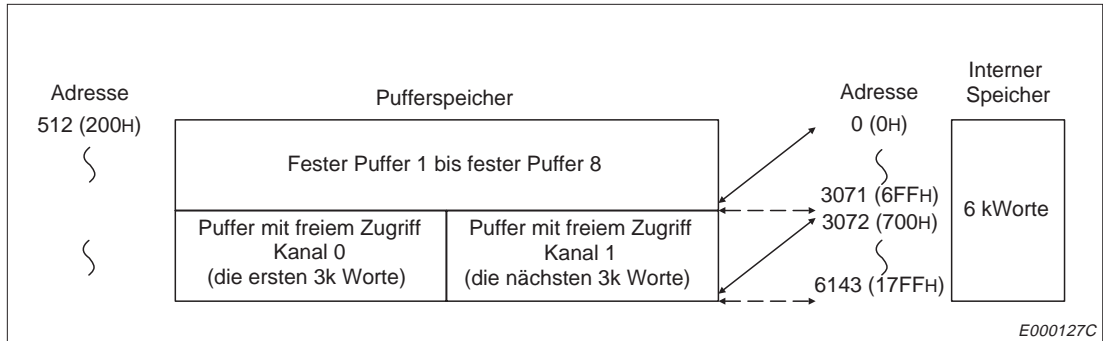 Adresse
512 (200H)
Pufferspeicher
Fester Puffer 1 bis fester Puffer 8
Puffer mit freiem Zugriff
Kanal 0
(die ersten 3k Worte)
Puffer mit freiem Zugriff
Kanal 1
(die nächsten 3k Worte)
Adresse
0 (0H)
3071 (6FFH)
3072 (700H)
6143 (17FFH)
Interner
Speicher
6 kWorte
E000127C